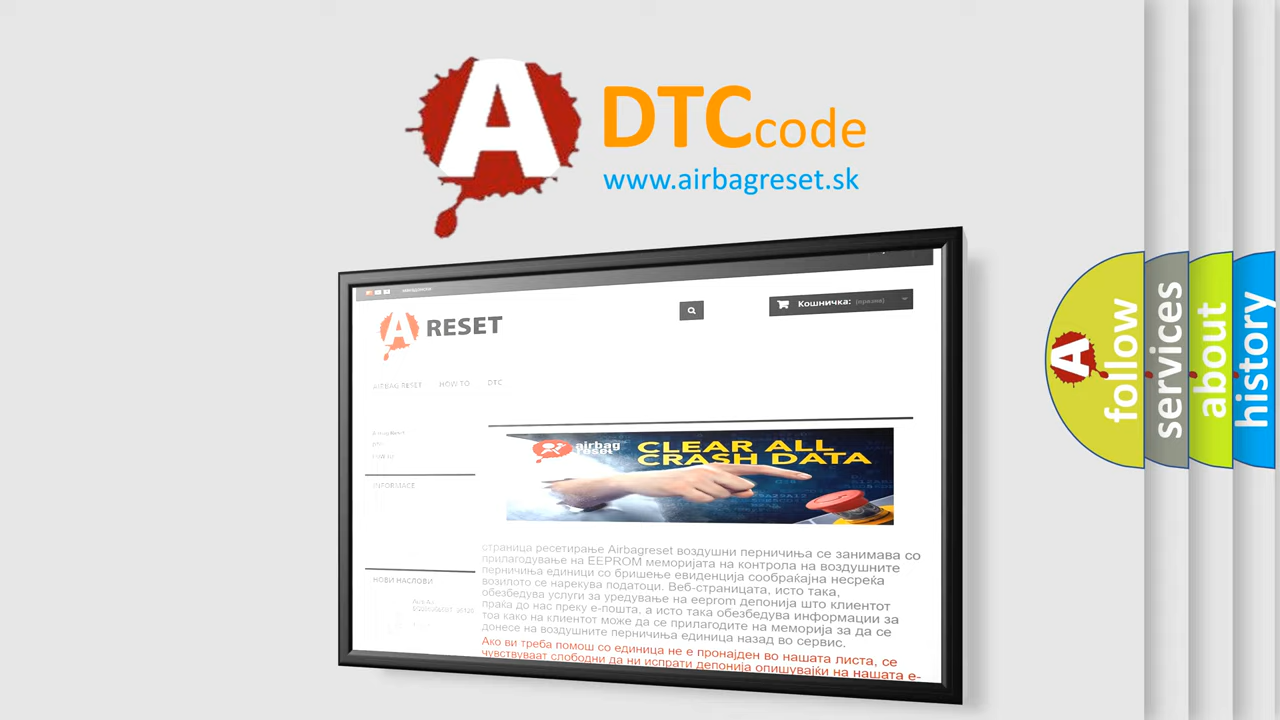 A
DTCcode
www.airbagreset.sk
A RESET
Кошничка: (празна)
AIRBAG RESET HOW TO DTC
airbag
reset
CLEAR ALL
CRASH DATA
INFORMACE
НОВИ НАСЛОВИ
страница ресетирање Airbagreset воздушни перничиња се занимава со
прилагодување на EEPROM меморијата на контрола на воздушните
перничиња единици со бришење евиденција сообраќајна несреќа
возилото се нарекува податоци. Веб-страницата, исто така,
обезбедува услуги за уредување на eeprom депонија што клиентот
праќа до нас преку е-пошта, а исто така обезбедува информации за
тоа како на клиентот може да се прилагодите на меморија за да се
донесе на воздушните перничиња единица назад во сервис.
Ако ви треба помош со единица не е пронајден во нашата листа, се
чувствуваат слободни да ни испрати депонија опишувајќи на нашата е-
A
follow
services
about
history